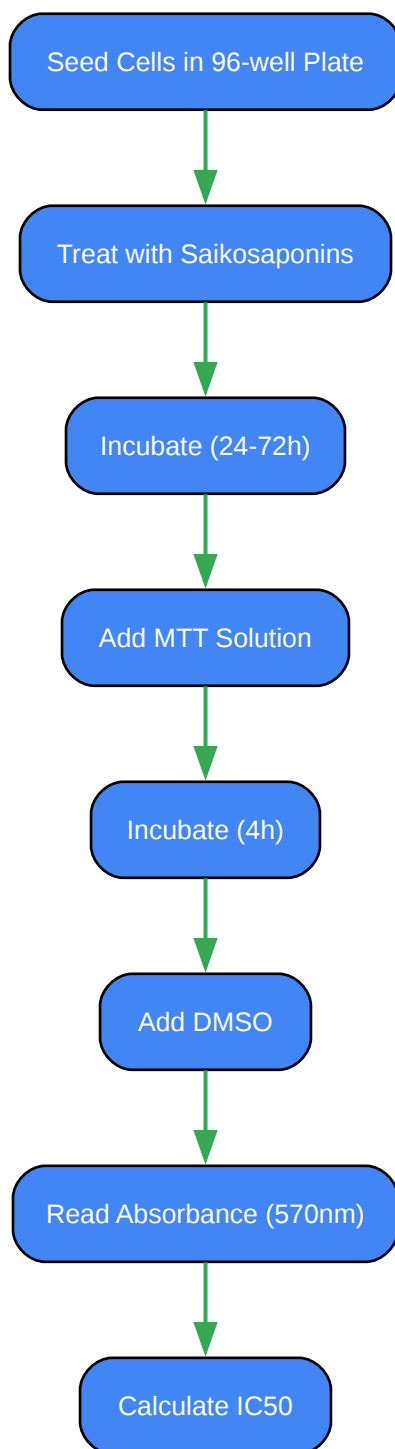 Seed Cells in 96-well Plate
Treat with Saikosaponins
Incubate (24-72h)
Add MTT Solution
Incubate (4h)
Add DMSO
Read Absorbance (570nm)
Calculate IC50